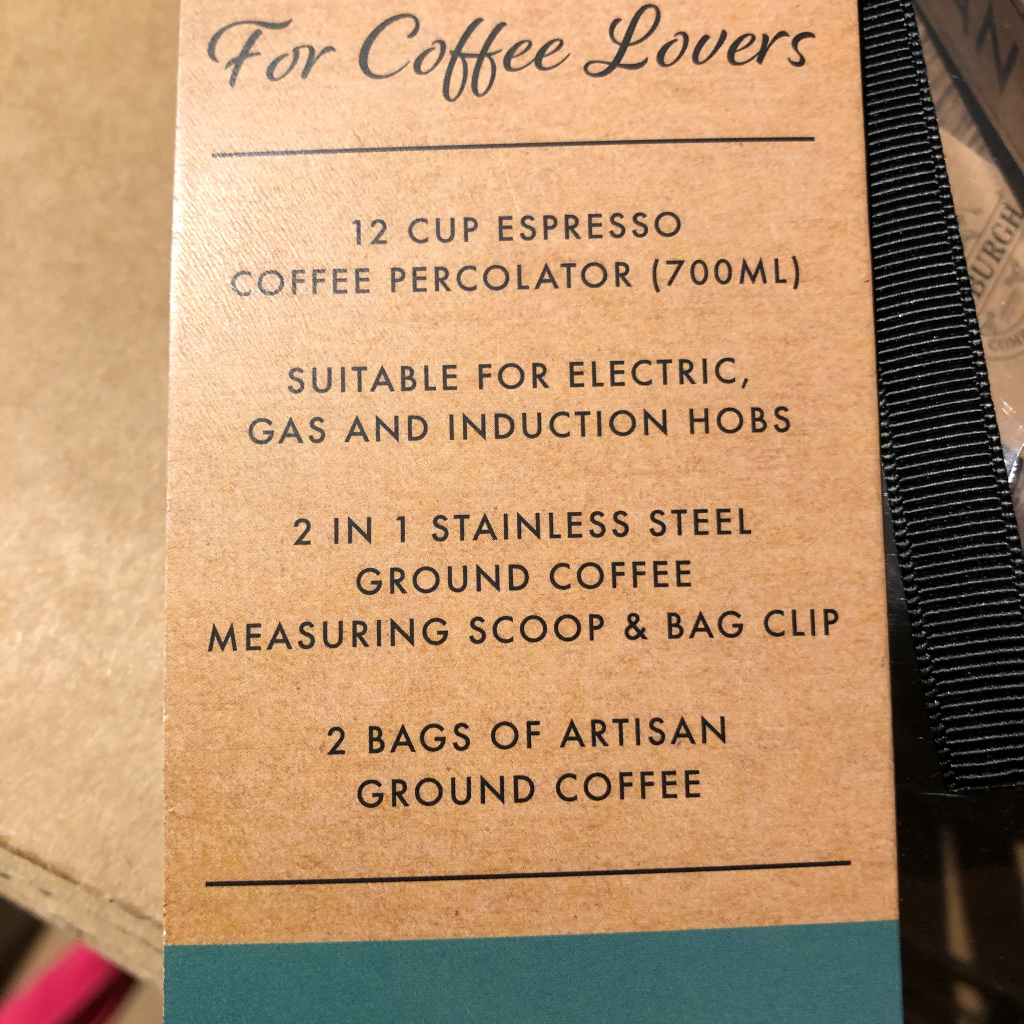 For Coffee Lovers
12 CUP ESPRESSO
COFFEE PERCOLATOR (700ML)
SUITABLE FOR ELECTRIC,
GAS AND INDUCTION HOBS
2 IN 1 STAINLESS STEEL
GROUND COFFEE
MEASURING SCOOP & BAG CLIP
2 BAGS OF ARTISAN
GROUND COFFEE